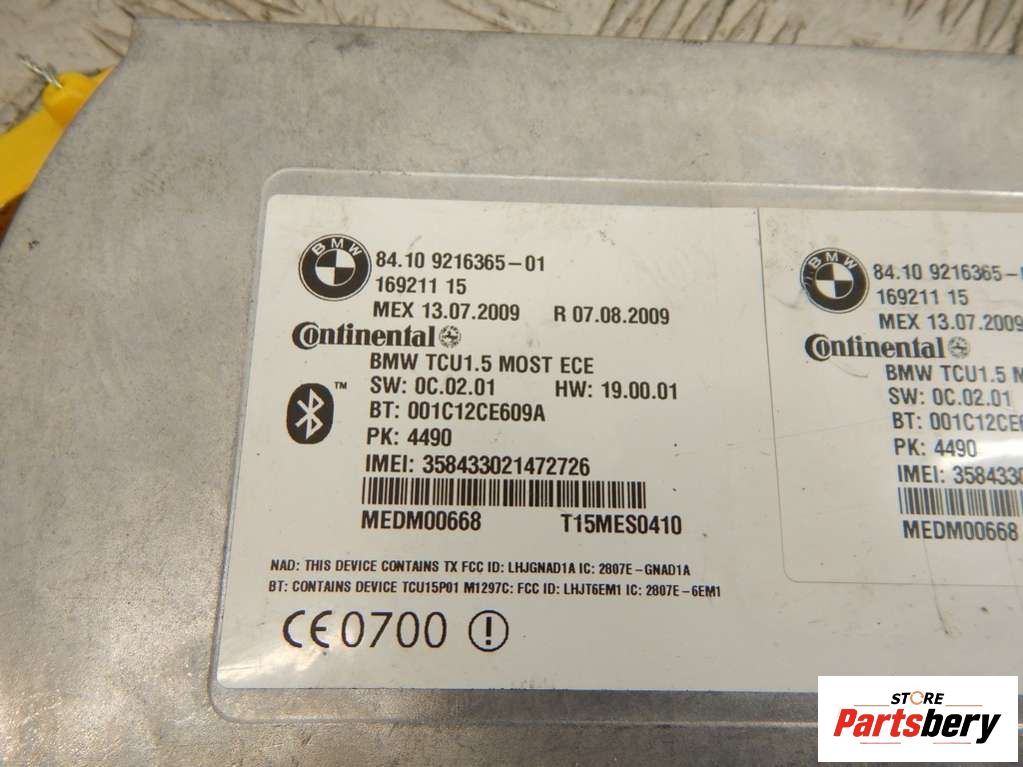 BMW
84.10 9216365-01
169211 15
MEX 13.07.2009 R 07.08.2009
Continental
BMW TCU1.5 MOST ECE
™
SW: 0C.02.01 HW: 19.00.01
BT: 001C12CE609A
PK: 4490
IMEI: 358433021472726
MEDM00668 T15MES0410
NAD: THIS DEVICE CONTAINS TX FCC ID: LHJGNAD1A IC: 2807E-GNAD1A
BT: CONTAINS DEVICE TCU15P01 M1297C: FCC ID: LHJT6EM1 IC: 2807E-6EM1
CE0700
BMW
84.10 9216365-
169211 15
MEX 13.07.2009
Continental
BMW TCU1.5 M
SW: 0C.02.01
BT: 001C12CE
PK: 4490
IMEI: 3584330
MEDM00668
STORE
Partsbery